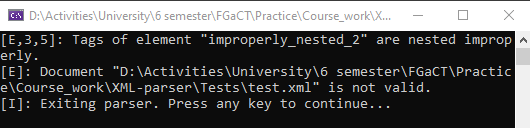 D:\Activities\University\6 semester\FGaCT\Practice\Course_work\X...
[E,3,5]: Tags of element "improperly_nested_2" are nested improp
erly.
[E]: Document "D:\Activities\University\6 semester\FGaCT\Practic
e\Course_work\XML-parser\Tests\test.xml" is not valid.
[I]: Exiting parser. Press any key to continue...